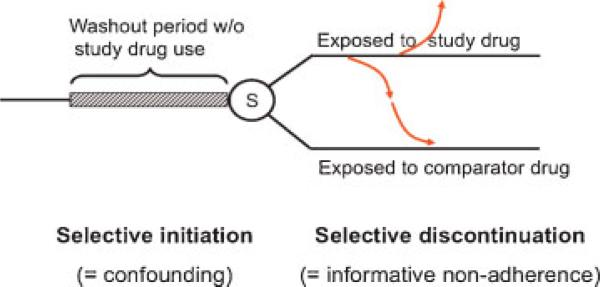 Washout period w/o
study drug use
Exposed to study drug
S
Exposed to comparator drug
Selective initiation
(= confounding)
Selective discontinuation
(= informative non-adherence)